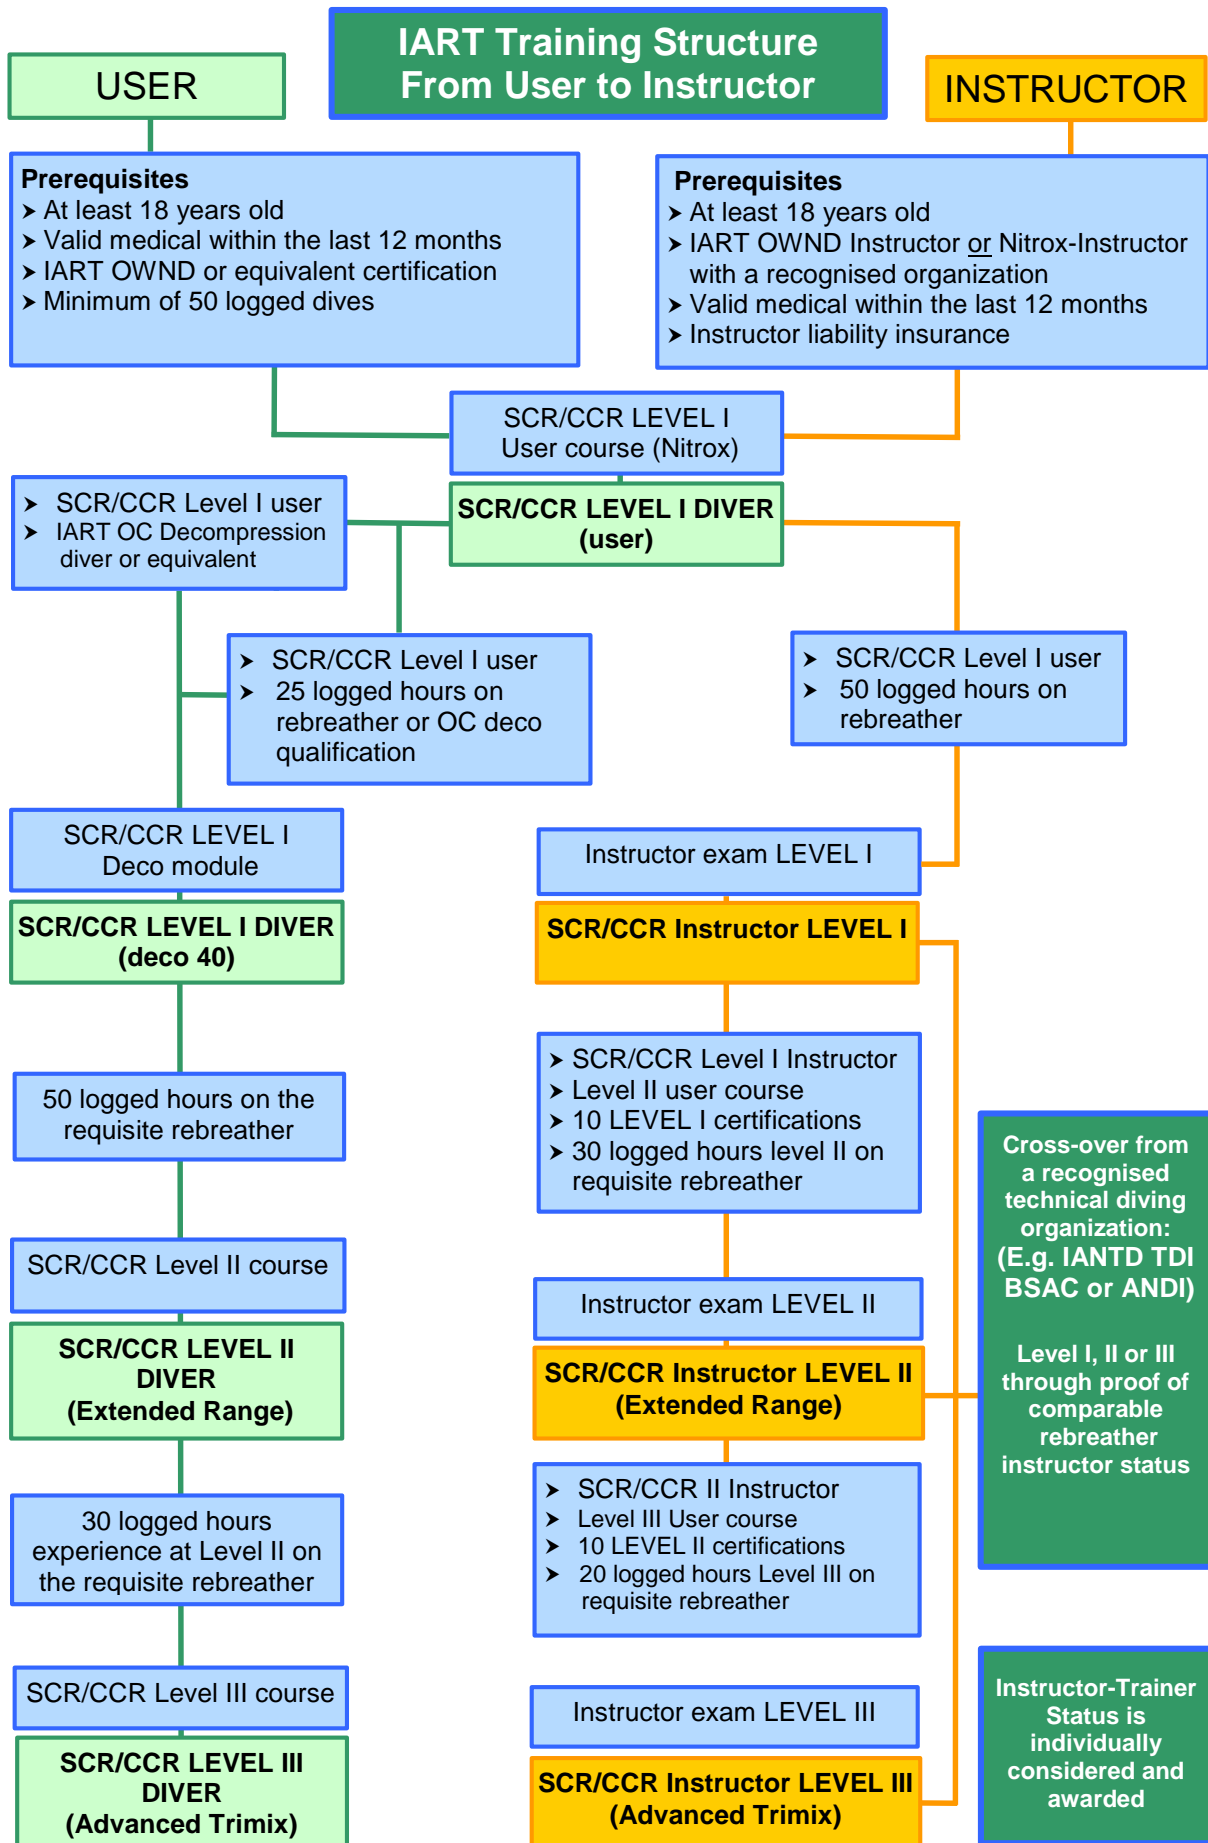 IART Training Structure
From User to Instructor
USER
INSTRUCTOR
Prerequisites
➤ At least 18 years old
➤ Valid medical within the last 12 months
➤ IART OWND or equivalent certification
➤ Minimum of 50 logged dives
Prerequisites
➤ At least 18 years old
➤ IART OWND Instructor or Nitrox-Instructor
with a recognised organization
➤ Valid medical within the last 12 months
➤ Instructor liability insurance
SCR/CCR LEVEL I
User course (Nitrox)
➤ SCR/CCR Level I user
➤ IART OC Decompression
diver or equivalent
SCR/CCR LEVEL I DIVER
(user)
➤ SCR/CCR Level I user
➤ 25 logged hours on
rebreather or OC deco
qualification
➤ SCR/CCR Level I user
➤ 50 logged hours on
rebreather
SCR/CCR LEVEL I
Deco module
Instructor exam LEVEL I
SCR/CCR LEVEL I DIVER
(deco 40)
SCR/CCR Instructor LEVEL I
50 logged hours on the
requisite rebreather
➤ SCR/CCR Level I Instructor
➤ Level II user course
➤ 10 LEVEL I certifications
➤ 30 logged hours level II on
requisite rebreather
Cross-over from
a recognised
technical diving
organization:
(E.g. IANTD TDI
BSAC or ANDI)
Level I, II or III
through proof of
comparable
rebreather
instructor status
SCR/CCR Level II course
Instructor exam LEVEL II
SCR/CCR LEVEL II
DIVER
(Extended Range)
SCR/CCR Instructor LEVEL II
(Extended Range)
30 logged hours
experience at Level II on
the requisite rebreather
➤ SCR/CCR II Instructor
➤ Level III User course
➤ 10 LEVEL II certifications
➤ 20 logged hours Level III on
requisite rebreather
SCR/CCR Level III course
Instructor exam LEVEL III
Instructor-Trainer
Status is
individually
considered and
awarded
SCR/CCR LEVEL III
DIVER
(Advanced Trimix)
SCR/CCR Instructor LEVEL III
(Advanced Trimix)